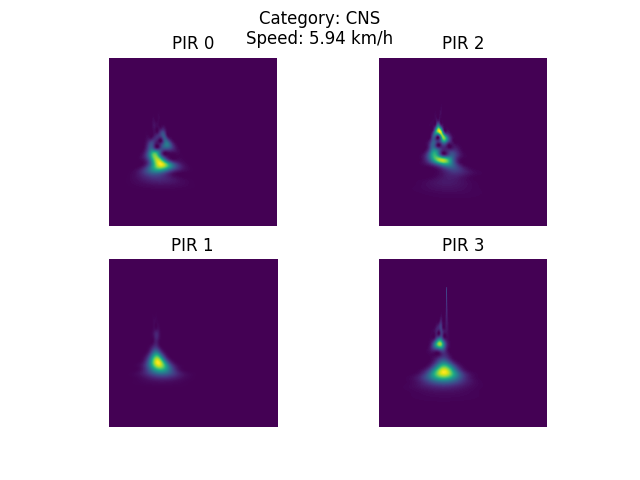 Category: CNS
Speed: 5.94 km/h
PIR 0
PIR 2
PIR 1
PIR 3